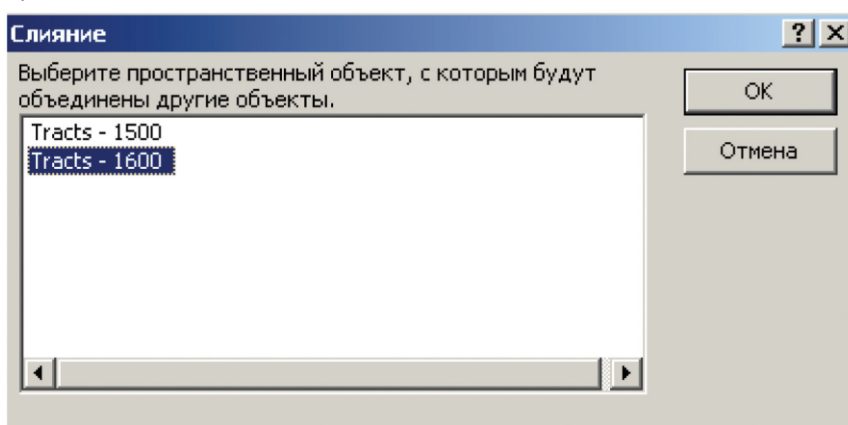 Слияние
Выберите пространственный объект, с которым будут
объединены другие объекты.
OK
Tracts - 1500
Отмена
Tracts - 1600